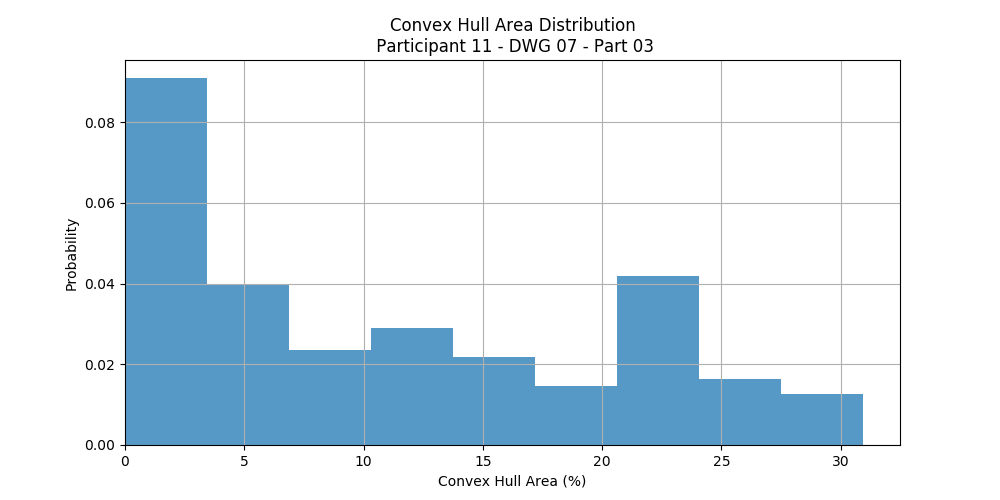 Convex Hull Area Distribution
Participant 11 - DWG 07 - Part 03
Probability
0.08
0.06
0.04
0.02
0.00
0 5 10 15 20 25 30
Convex Hull Area (%)